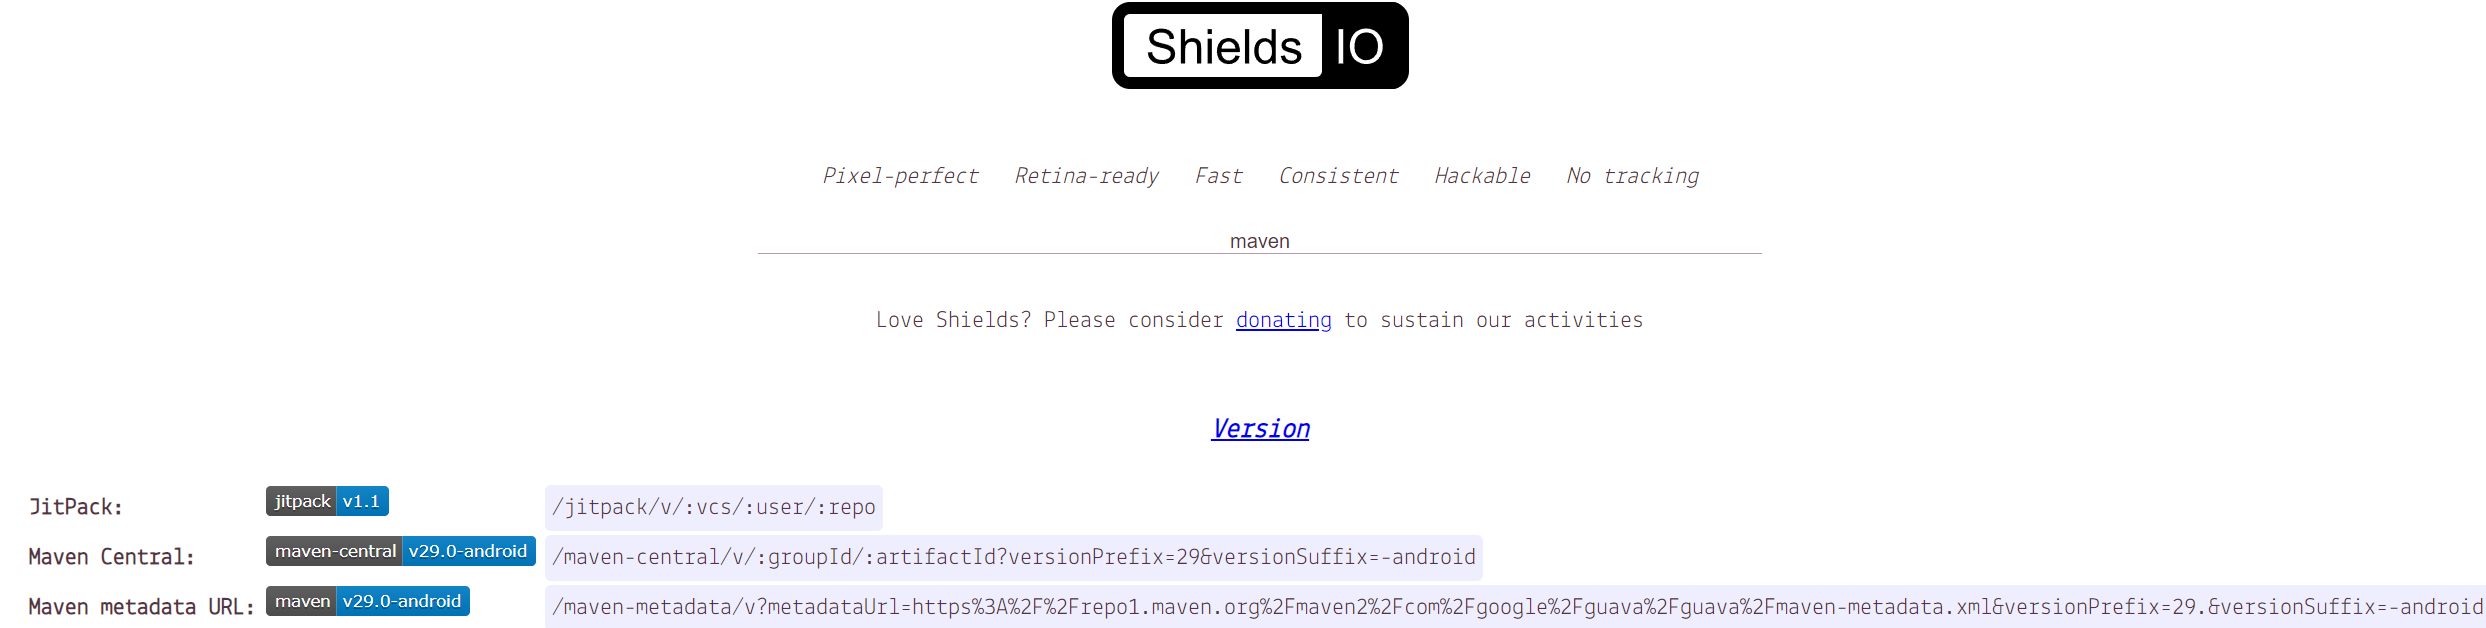 Shields IO
Pixel-perfect Retina-ready Fast Consistent Hackable No tracking
maven
Love Shields? Please consider donating to sustain our activities
Version
JitPack: jitpack v1.1 /jitpack/v/:vcs/:user/:repo
Maven Central: maven-central v29.0-android /maven-central/v/:groupId/:artifactId?versionPrefix=29&versionSuffix=-android
Maven metadata URL: maven v29.0-android /maven-metadata/v?metadataUrl=https%3A%2F%2Frepo1.maven.org%2Fmaven2%2Fcom%2Fgoogle%2Fguava%2Fguava%2Fmaven-metadata.xml&versionPrefix=29.&versionSuffix=-android